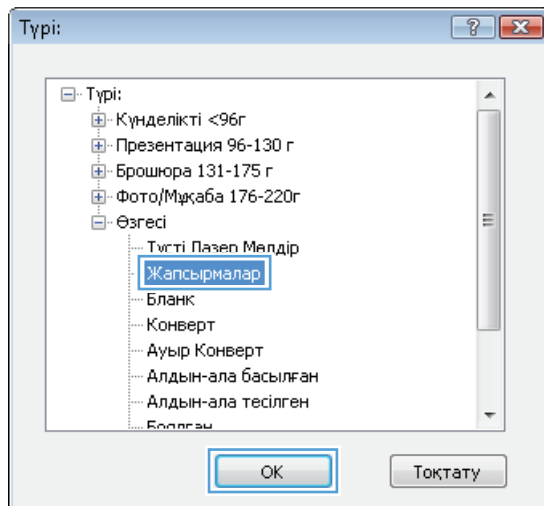 Түрі:
Түрі:
Күнделікті <96г
Презентация 96-130 г
Брошюра 131-175 г
Фото/Мұқаба 176-220г
Өзгесі
Түсті Лазер Мөлдір
Жапсырмалар
Бланк
Конверт
Ауыр Конверт
Алдын-ала басылған
Алдын-ала тесілген
Боялған
OK
Тоқтату